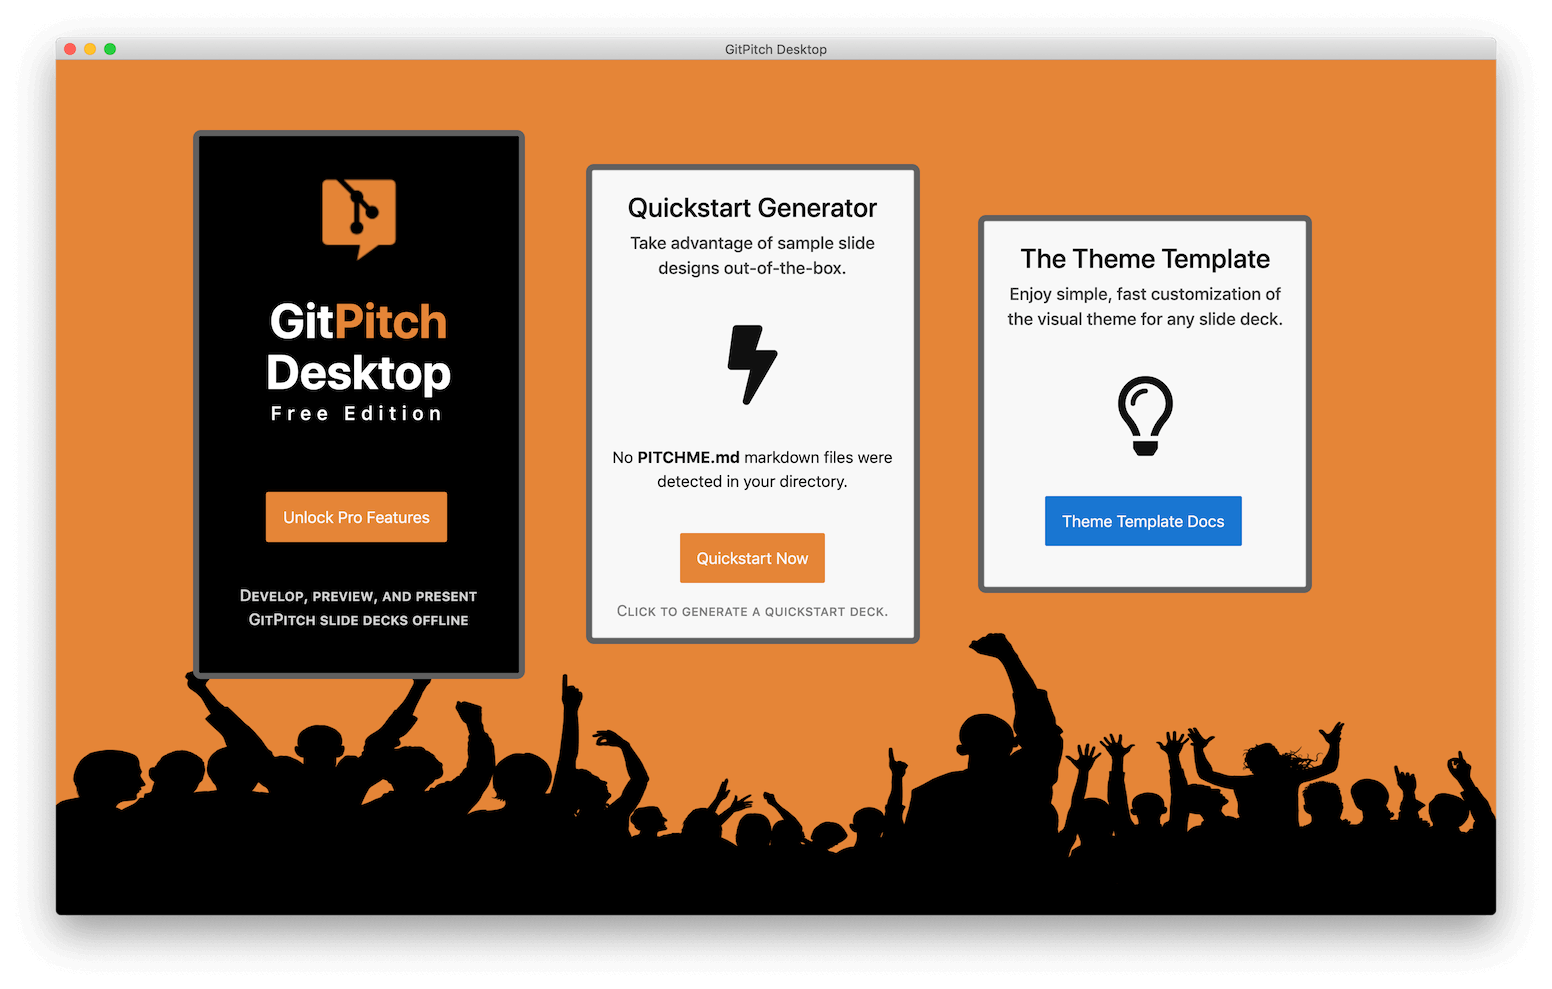 GitPitch Desktop
GitPitch
Desktop
Free Edition
Unlock Pro Features
Develop, preview, and present
GitPitch slide decks offline
Quickstart Generator
Take advantage of sample slide
designs out-of-the-box.
No PITCHME.md markdown files were
detected in your directory.
Quickstart Now
Click to generate a quickstart deck.
The Theme Template
Enjoy simple, fast customization of
the visual theme for any slide deck.
Theme Template Docs